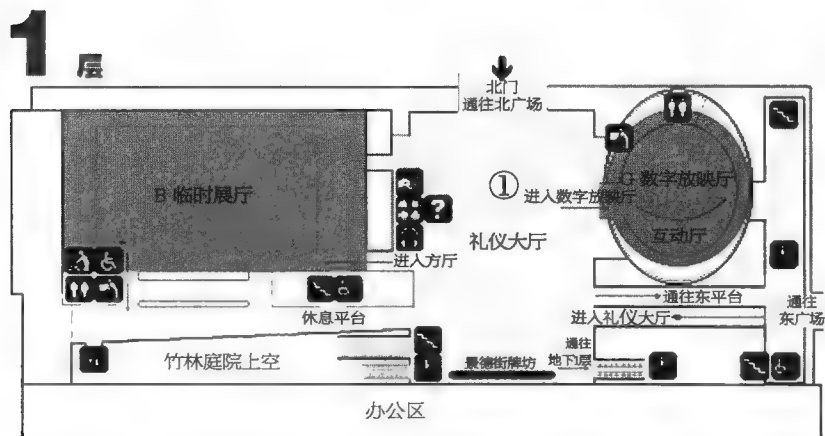 1层
北门
通往北广场
B 临时展厅
?
①
进入数字放映厅
G 数字放映厅
互动厅
礼仪大厅
进入方厅
通往东平台
休息平台
进入礼仪大厅
通往
东广场
竹林庭院上空
景德街牌坊
通往
地下1层
办公区